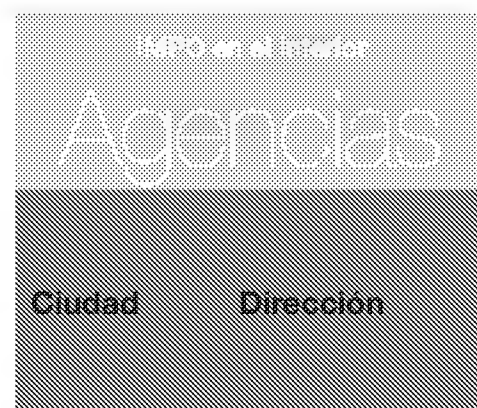 IMPO en el interior
Agencias
Ciudad Dirección